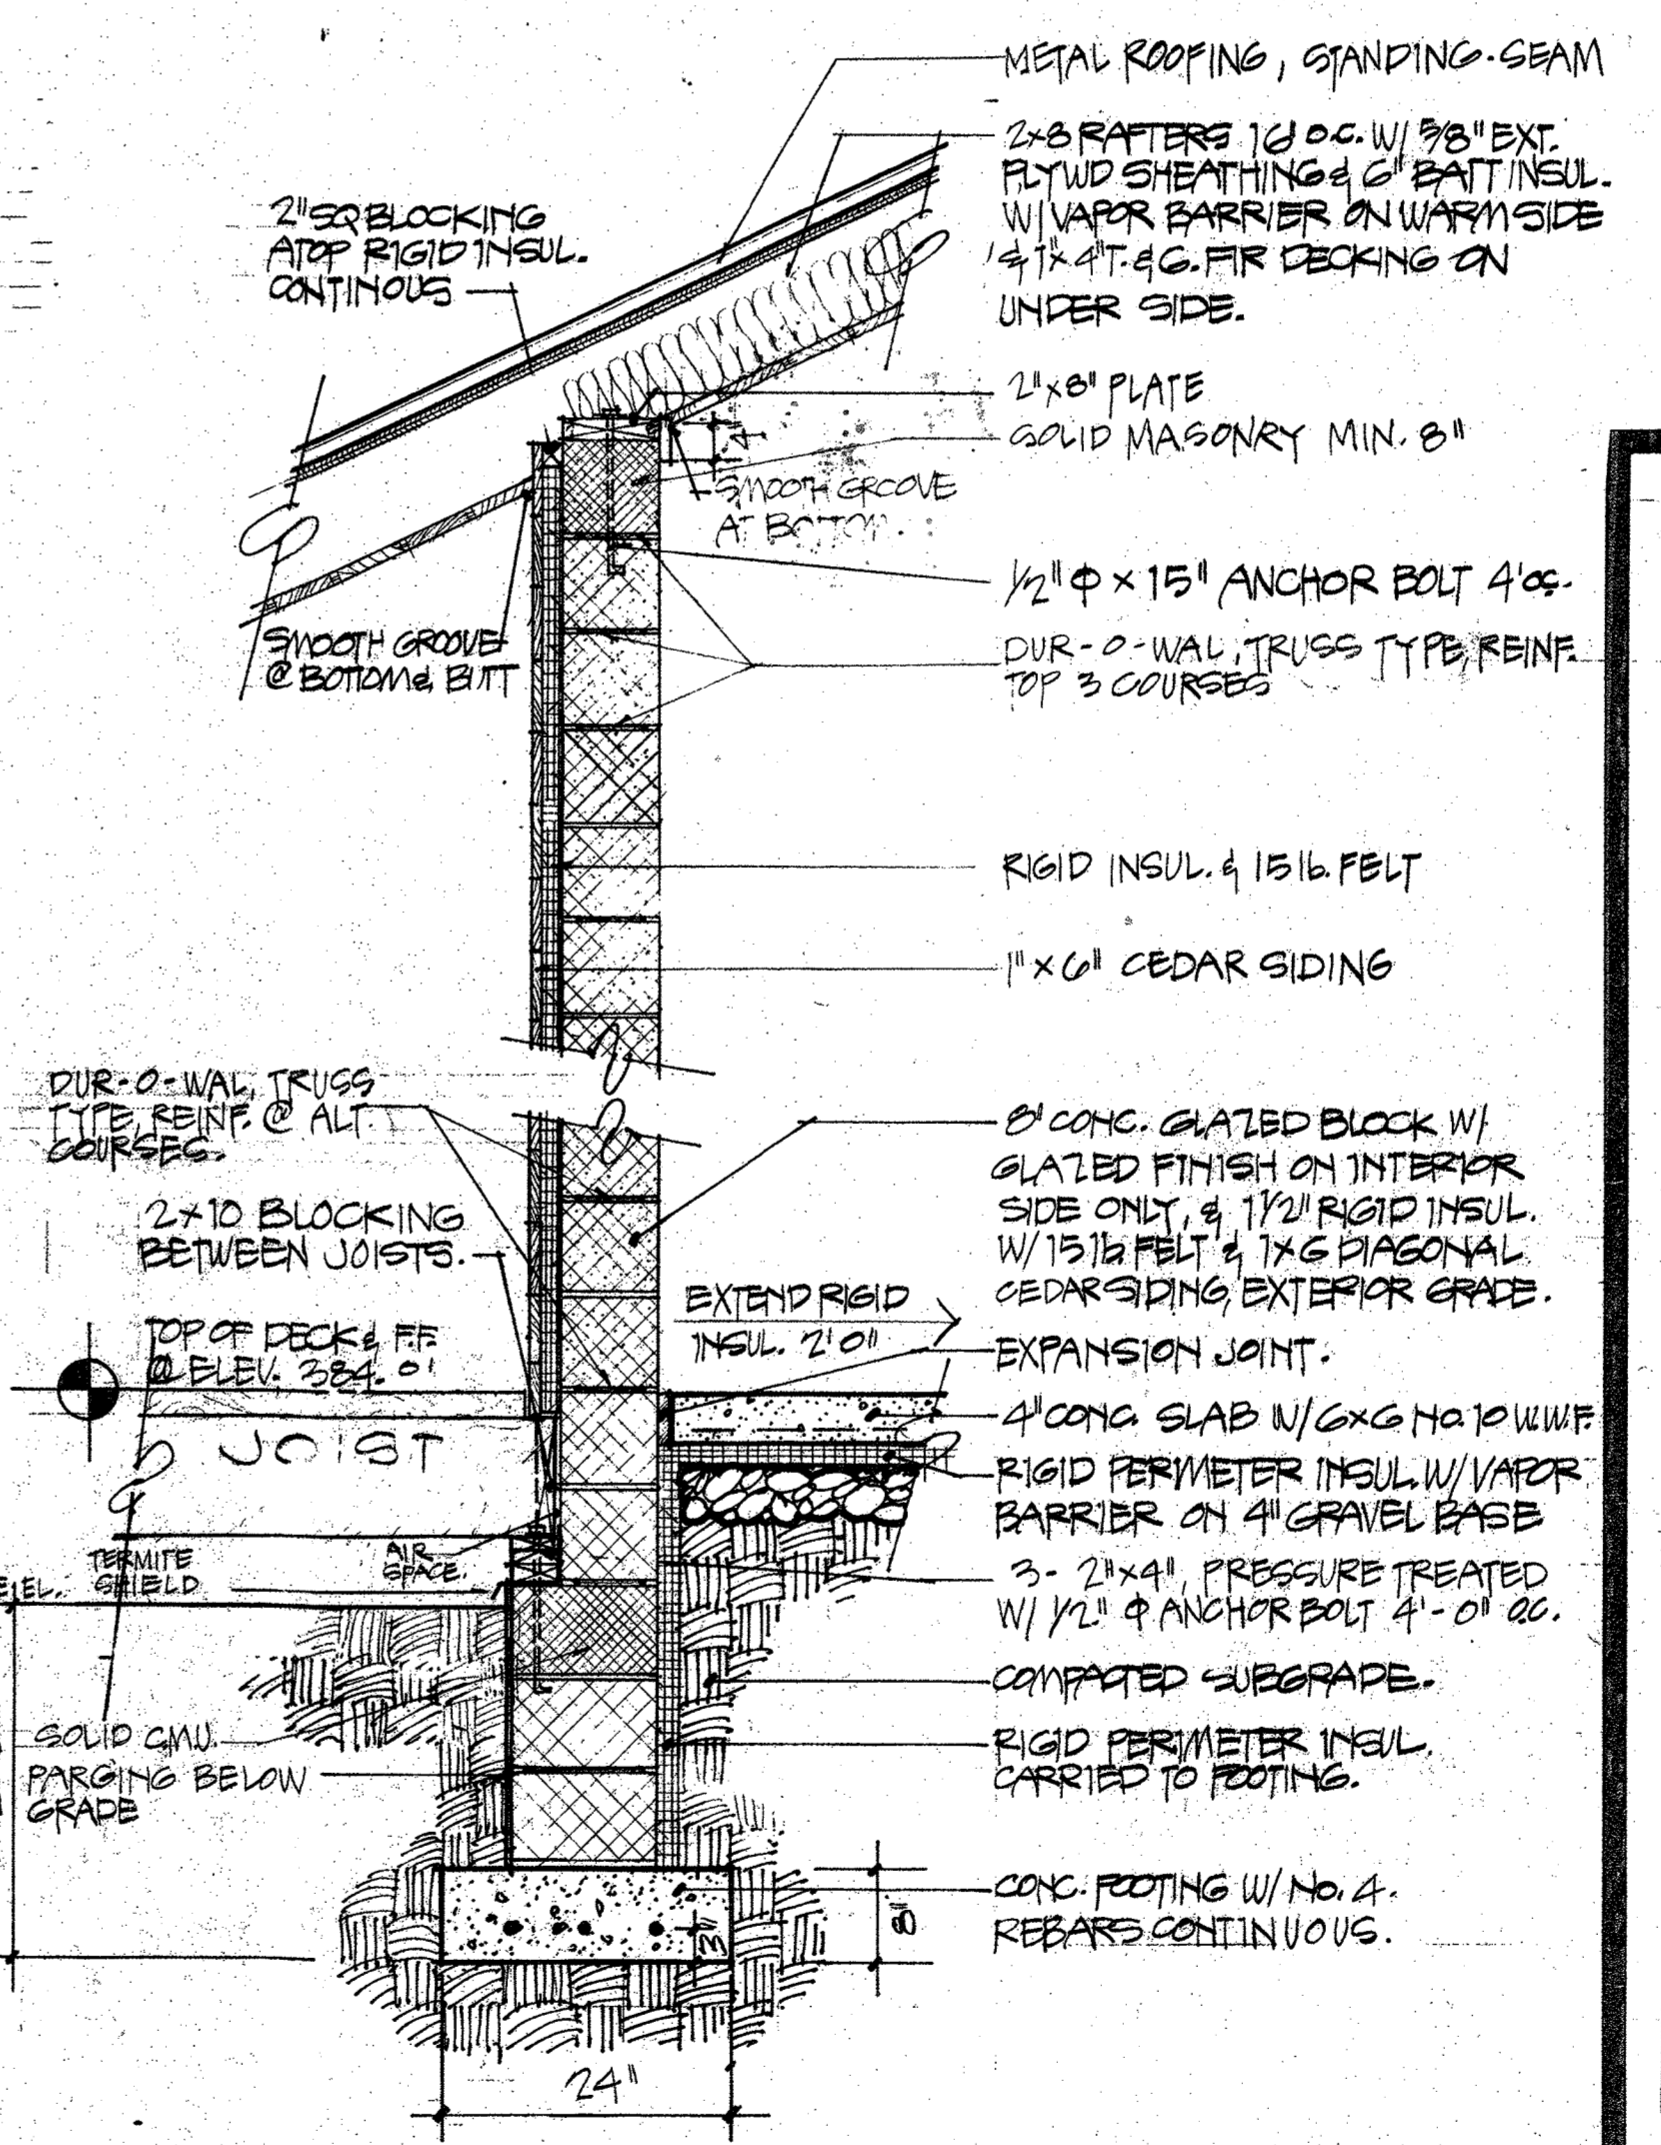 METAL ROOFING, STANDING-SEAM
2x8 RAFTERS 16" O.C. W/ 5/8" EXT.
PLYWD SHEATHING & 6" BATT INSUL.
W/ VAPOR BARRIER ON WARM SIDE
& 1"x4" T. & G. FIR DECKING ON
UNDER SIDE.
2" SQ BLOCKING
ATOP RIGID INSUL.
CONTINOUS
2"x8" PLATE
SOLID MASONRY MIN. 8"
4"
SMOOTH GROOVE
AT BOTTOM.
1/2" Φ x 15" ANCHOR BOLT 4' O.C.
SMOOTH GROOVE
@ BOTTOM & BUTT
DUR-O-WAL, TRUSS TYPE, REINF.
TOP 3 COURSES
RIGID INSUL. & 15 lb. FELT
1" x 6" CEDAR SIDING
DUR-O-WAL, TRUSS
TYPE, REINF. @ ALT.
COURSES.
8" CONC. GLAZED BLOCK W/
GLAZED FINISH ON INTERIOR
SIDE ONLY, & 1 1/2" RIGID INSUL.
W/ 15 lb FELT & 1x6 DIAGONAL
CEDAR SIDING, EXTERIOR GRADE.
2x10 BLOCKING
BETWEEN JOISTS.
EXTEND RIGID
INSUL. 2'0"
EXPANSION JOINT.
TOP OF DECK & F.F.
@ ELEV. 384.0'
4" CONC. SLAB W/ 6x6 NO. 10 W.W.F.
JOIST
RIGID PERIMETER INSUL. W/ VAPOR
BARRIER ON 4" GRAVEL BASE
TERMITE
SHIELD
AIR
SPACE.
EL.
3- 2"x4", PRESSURE TREATED
W/ 1/2" Φ ANCHOR BOLT 4'-0" O.C.
COMPACTED SUBGRADE.
SOLID C.M.U.
PARGING BELOW
GRADE
RIGID PERIMETER INSUL.
CARRIED TO FOOTING.
CONC. FOOTING W/ No. 4.
REBARS CONTINUOUS.
3"
8"
24"